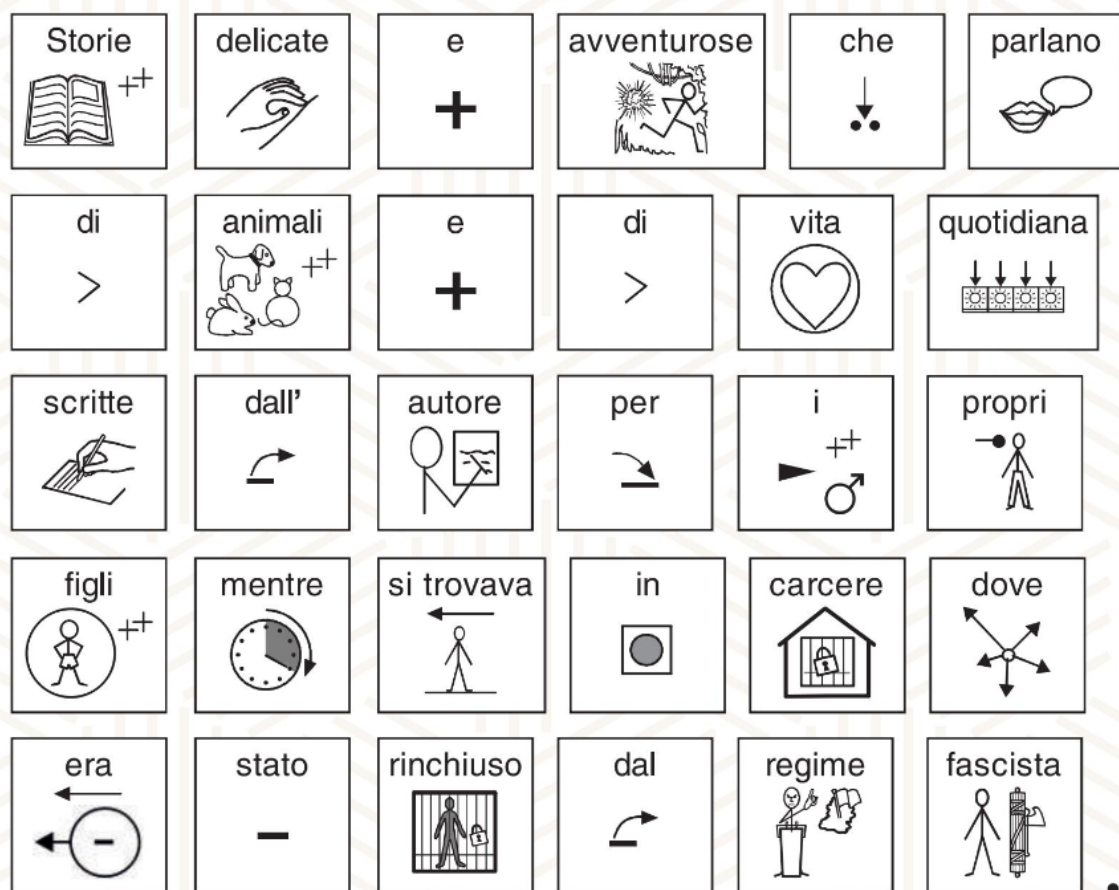 Storie delicate e avventurose che parlano
di animali e di vita quotidiana
scritte dall' autore per i propri
figli mentre si trovava in carcere dove
era stato rinchiuso dal regime fascista